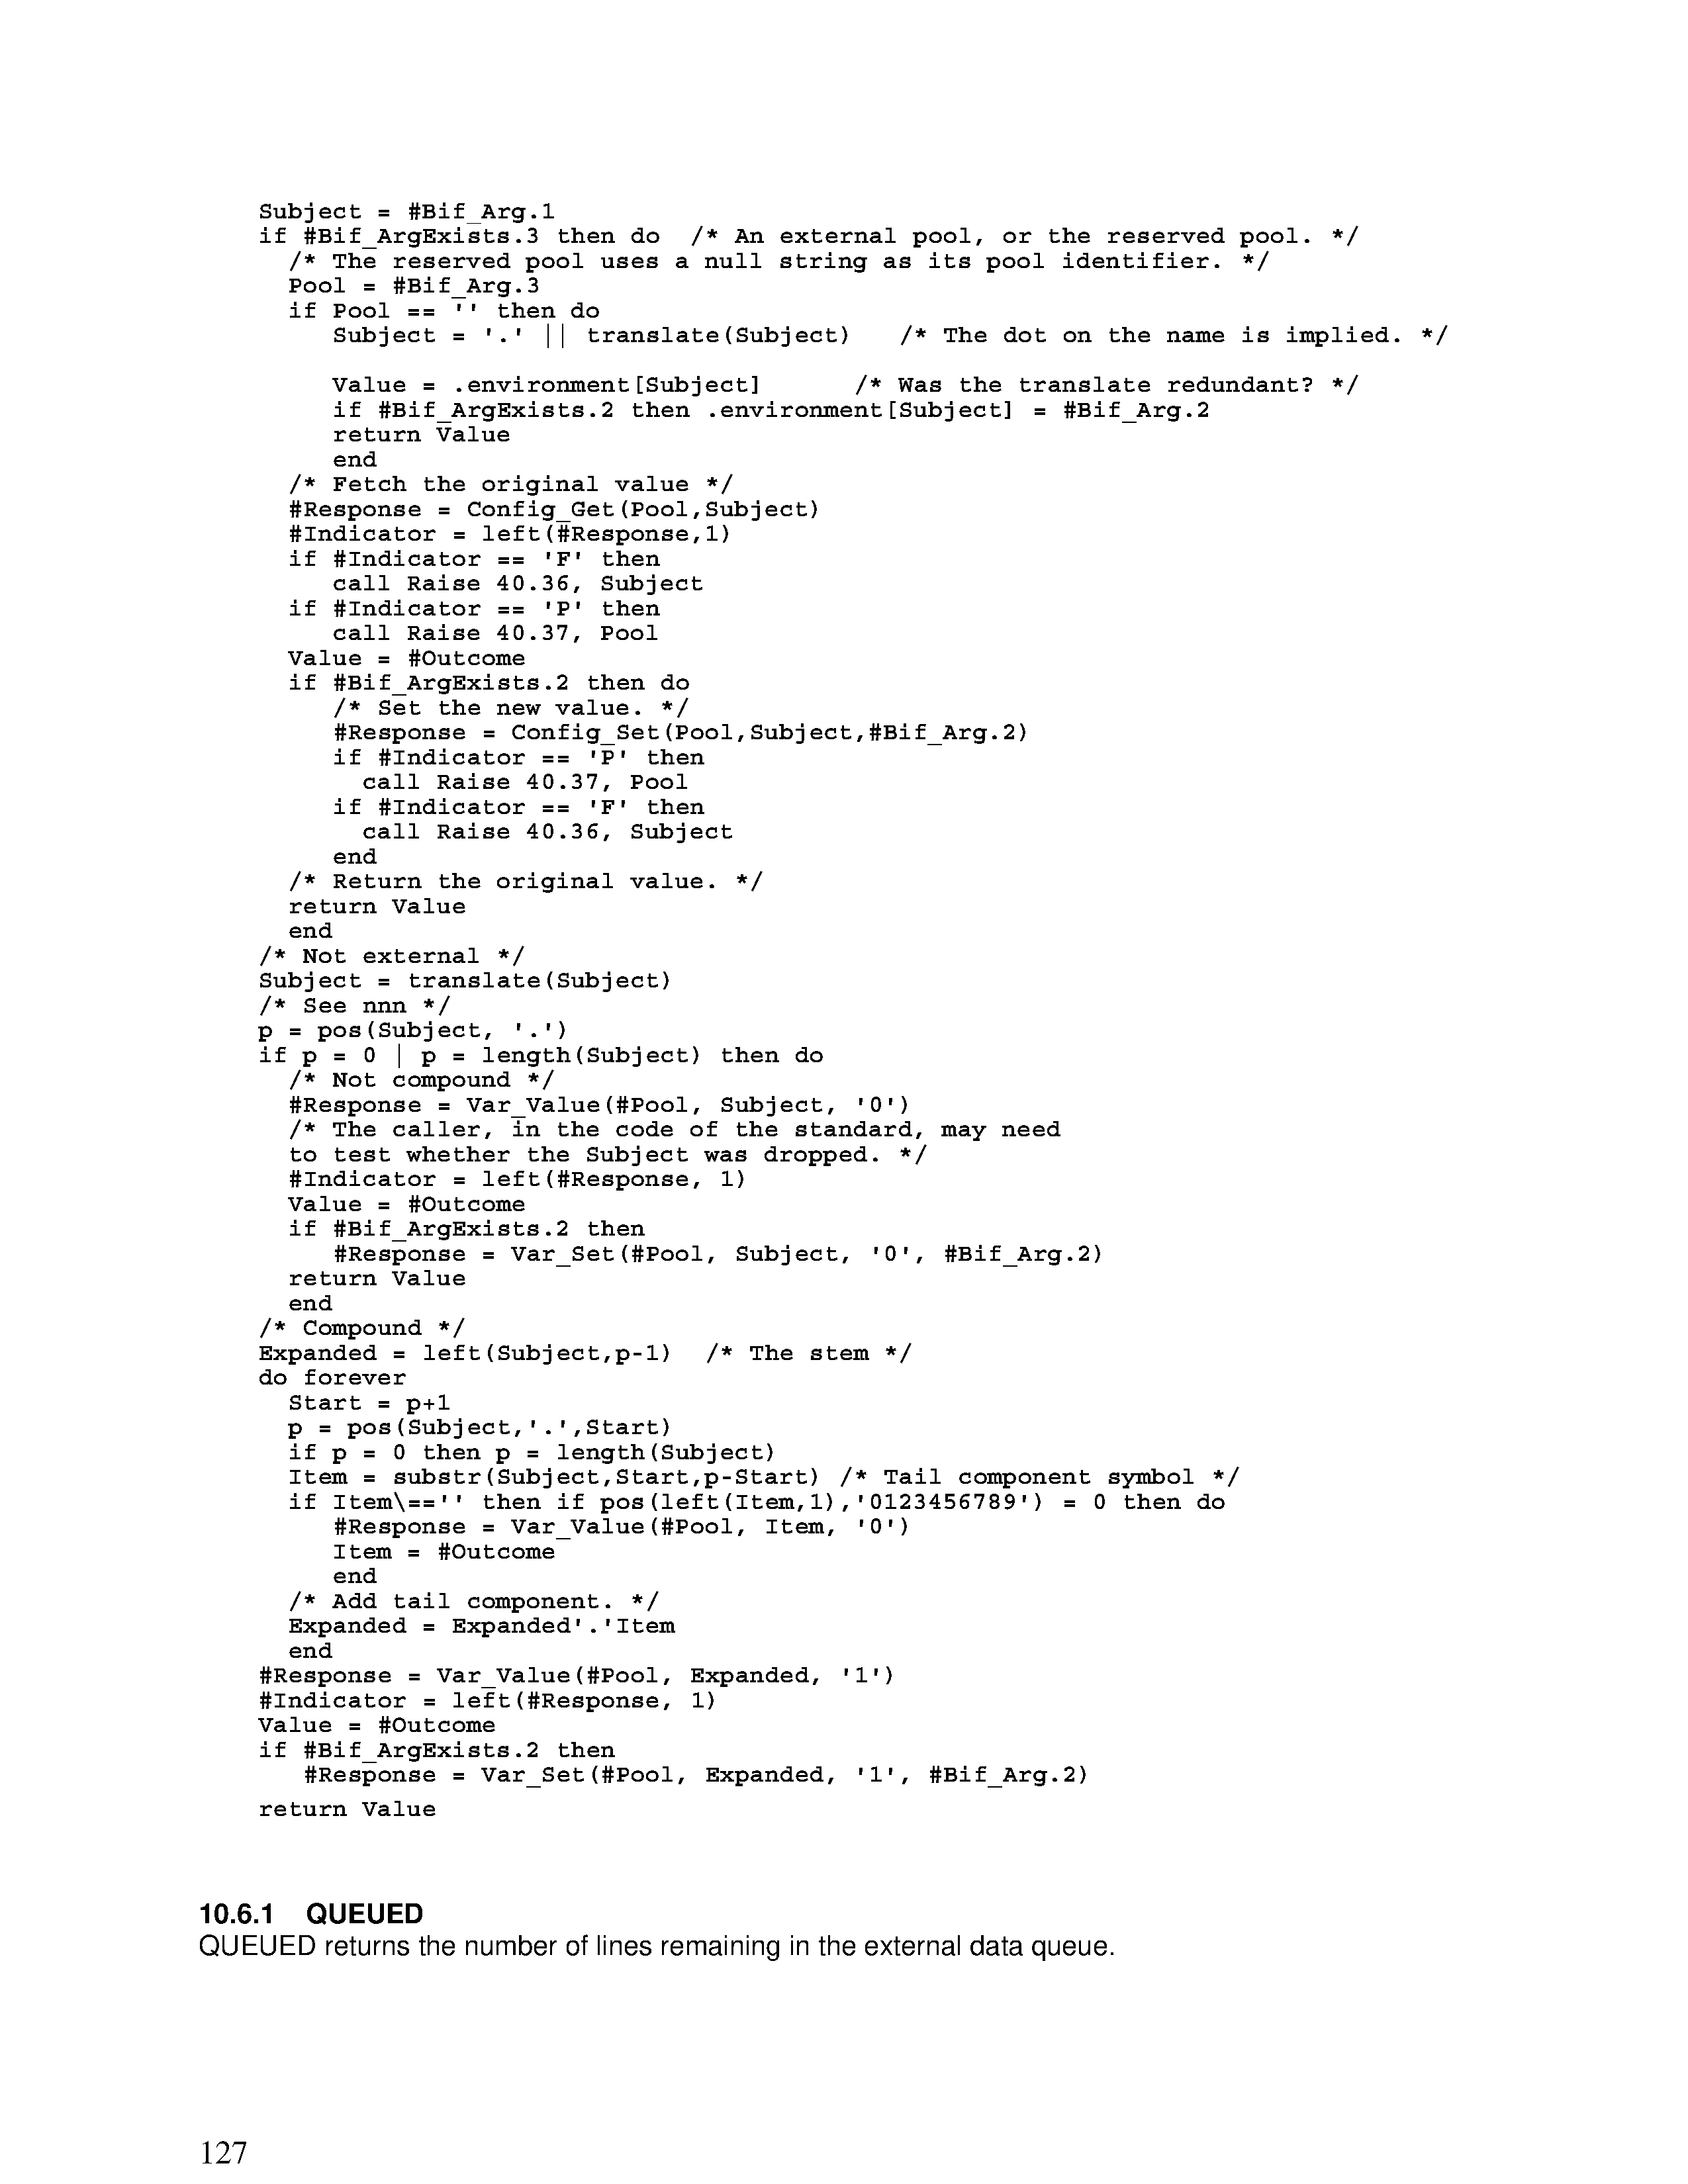 Subject = #Bif_Arg.1
if #Bif_ArgExists.3 then do  /* An external pool, or the reserved pool. */
  /* The reserved pool uses a null string as its pool identifier. */
  Pool = #Bif_Arg.3
  if Pool == '' then do
     Subject = '.' || translate(Subject)   /* The dot on the name is implied. */
     Value = .environment[Subject]      /* Was the translate redundant? */
     if #Bif_ArgExists.2 then .environment[Subject] = #Bif_Arg.2
     return Value
     end
  /* Fetch the original value */
  #Response = Config_Get(Pool,Subject)
  #Indicator = left(#Response,1)
  if #Indicator == 'F' then
     call Raise 40.36, Subject
  if #Indicator == 'P' then
     call Raise 40.37, Pool
  Value = #Outcome
  if #Bif_ArgExists.2 then do
     /* Set the new value. */
     #Response = Config_Set(Pool,Subject,#Bif_Arg.2)
     if #Indicator == 'P' then
       call Raise 40.37, Pool
     if #Indicator == 'F' then
       call Raise 40.36, Subject
     end
  /* Return the original value. */
  return Value
  end
/* Not external */
Subject = translate(Subject)
/* See nnn */
p = pos(Subject, '.')
if p = 0 | p = length(Subject) then do
  /* Not compound */
  #Response = Var_Value(#Pool, Subject, '0')
  /* The caller, in the code of the standard, may need
  to test whether the Subject was dropped. */
  #Indicator = left(#Response, 1)
  Value = #Outcome
  if #Bif_ArgExists.2 then
     #Response = Var_Set(#Pool, Subject, '0', #Bif_Arg.2)
  return Value
  end
/* Compound */
Expanded = left(Subject,p-1)  /* The stem */
do forever
  Start = p+1
  p = pos(Subject,'.',Start)
  if p = 0 then p = length(Subject)
  Item = substr(Subject,Start,p-Start) /* Tail component symbol */
  if Item\=='' then if pos(left(Item,1),'0123456789') = 0 then do
     #Response = Var_Value(#Pool, Item, '0')
     Item = #Outcome
     end
  /* Add tail component. */
  Expanded = Expanded'.'Item
  end
#Response = Var_Value(#Pool, Expanded, '1')
#Indicator = left(#Response, 1)
Value = #Outcome
if #Bif_ArgExists.2 then
   #Response = Var_Set(#Pool, Expanded, '1', #Bif_Arg.2)
return Value
10.6.1 QUEUED
QUEUED returns the number of lines remaining in the external data queue.
127